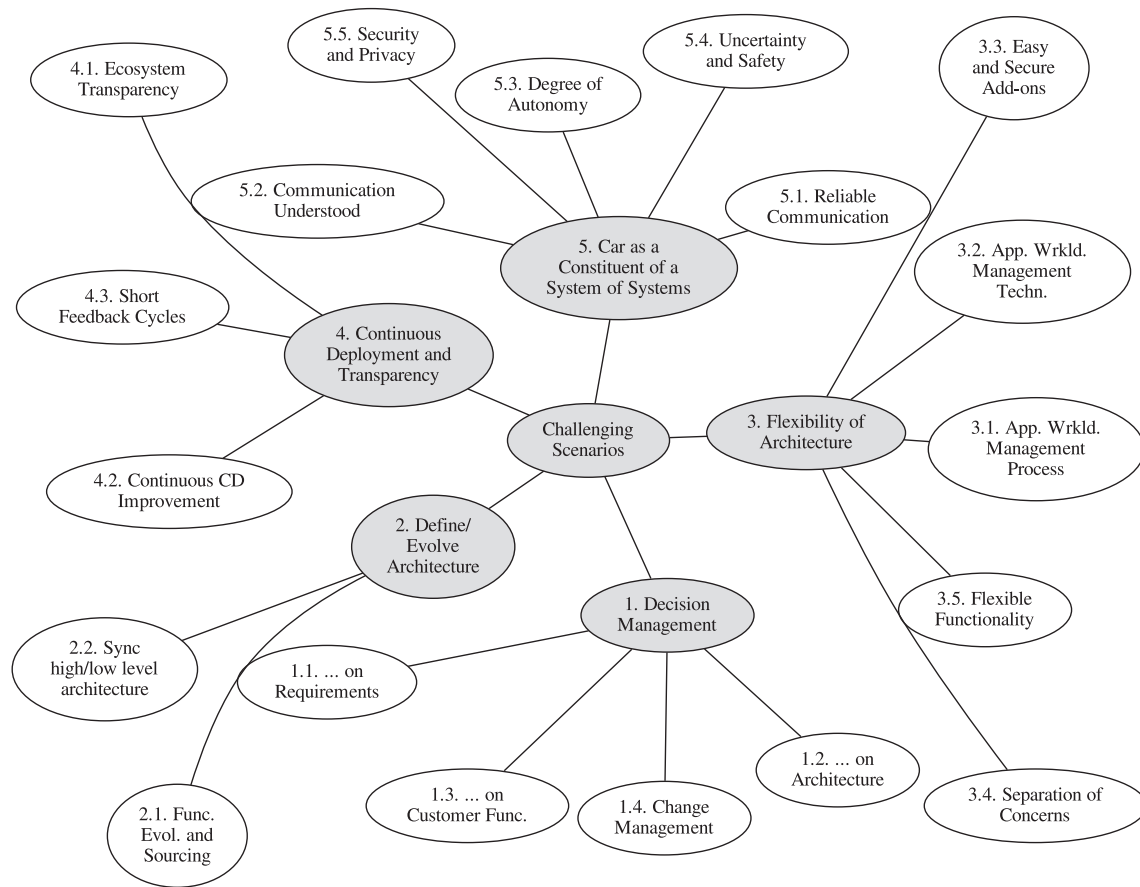 5.5. Security
and Privacy
5.4. Uncertainty
and Safety
3.3. Easy
and Secure
Add-ons
4.1. Ecosystem
Transparency
5.3. Degree of
Autonomy
5.2. Communication
Understood
5.1. Reliable
Communication
5. Car as a
Constituent of a
System of Systems
3.2. App. Wrkld.
Management
Techn.
4.3. Short
Feedback Cycles
4. Continuous
Deployment and
Transparency
Challenging
Scenarios
3. Flexibility of
Architecture
3.1. App. Wrkld.
Management
Process
4.2. Continuous CD
Improvement
2. Define/
Evolve
Architecture
1. Decision
Management
3.5. Flexible
Functionality
2.2. Sync
high/low level
architecture
1.1. ... on
Requirements
1.2. ... on
Architecture
1.3. ... on
Customer Func.
1.4. Change
Management
3.4. Separation of
Concerns
2.1. Func.
Evol. and
Sourcing